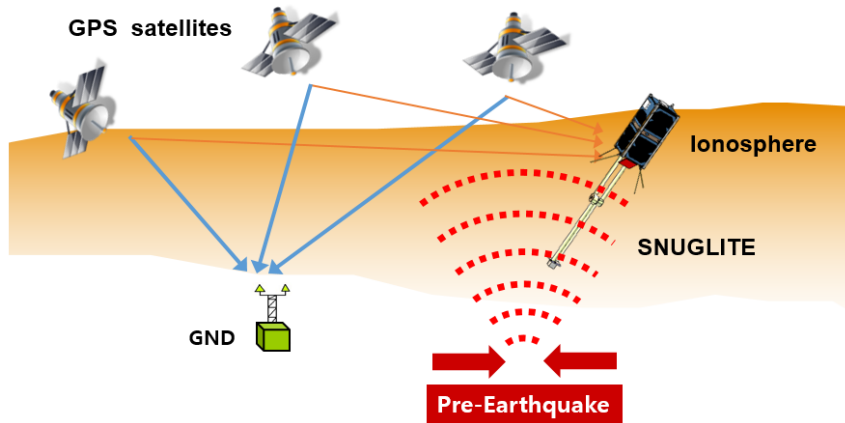 GPS satellites
Ionosphere
SNUGLITE
GND
Pre-Earthquake